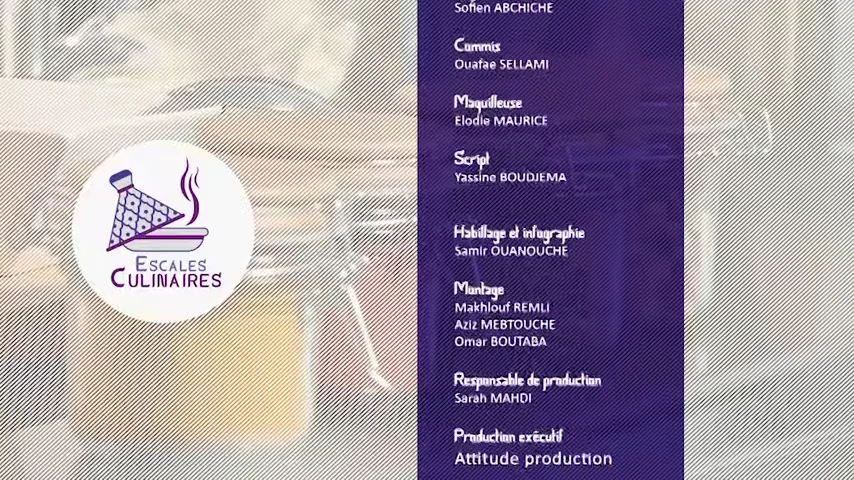 Sofien ABCHICHE
Commis
Ouafae SELLAMI
Maquilleuse
Elodie MAURICE
Script
Yassine BOUDJEMA
Habillage et infographie
Samir OUANOUCHE
Montage
Makhlouf REMLI
Aziz MEBTOUCHE
Omar BOUTABA
Responsable de production
Sarah MAHDI
Production exécutif
Attitude production
ESCALES
CULINAIRES